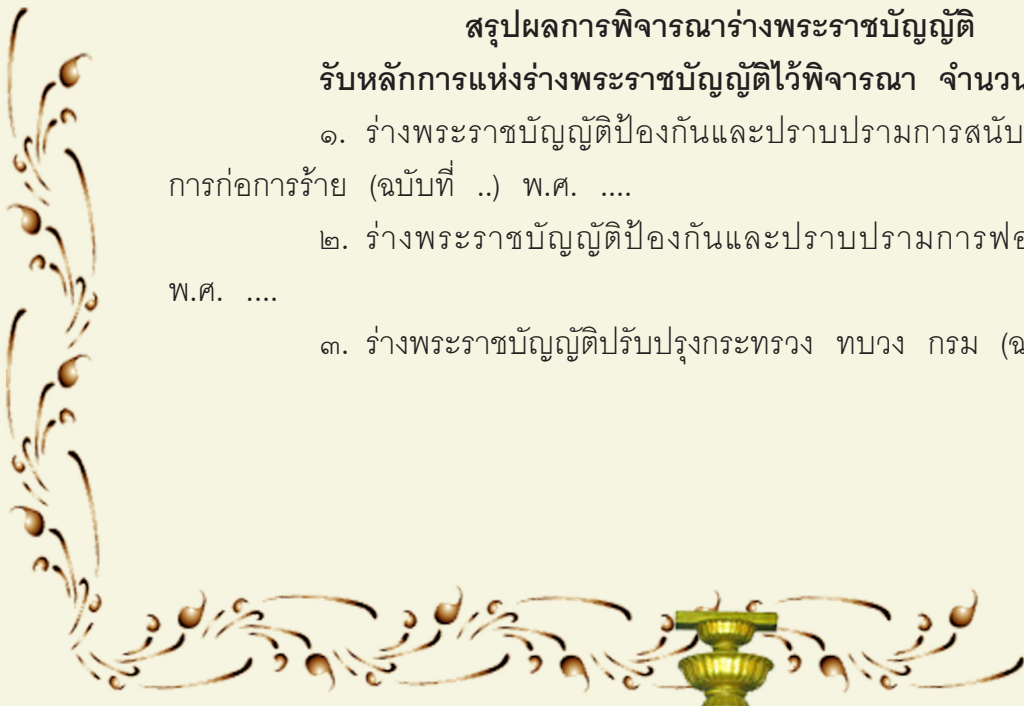 สรุปผลการพิจารณาร่างพระราชบัญญัติ
รับหลักการแห่งร่างพระราชบัญญัติไว้พิจารณา จำนวน
๑. ร่างพระราชบัญญัติป้องกันและปราบปรามการสนับ
การก่อการร้าย (ฉบับที่ ..) พ.ศ. ....
๒. ร่างพระราชบัญญัติป้องกันและปราบปรามการฟอ
พ.ศ. ....
๓. ร่างพระราชบัญญัติปรับปรุงกระทรวง ทบวง กรม (ฉ